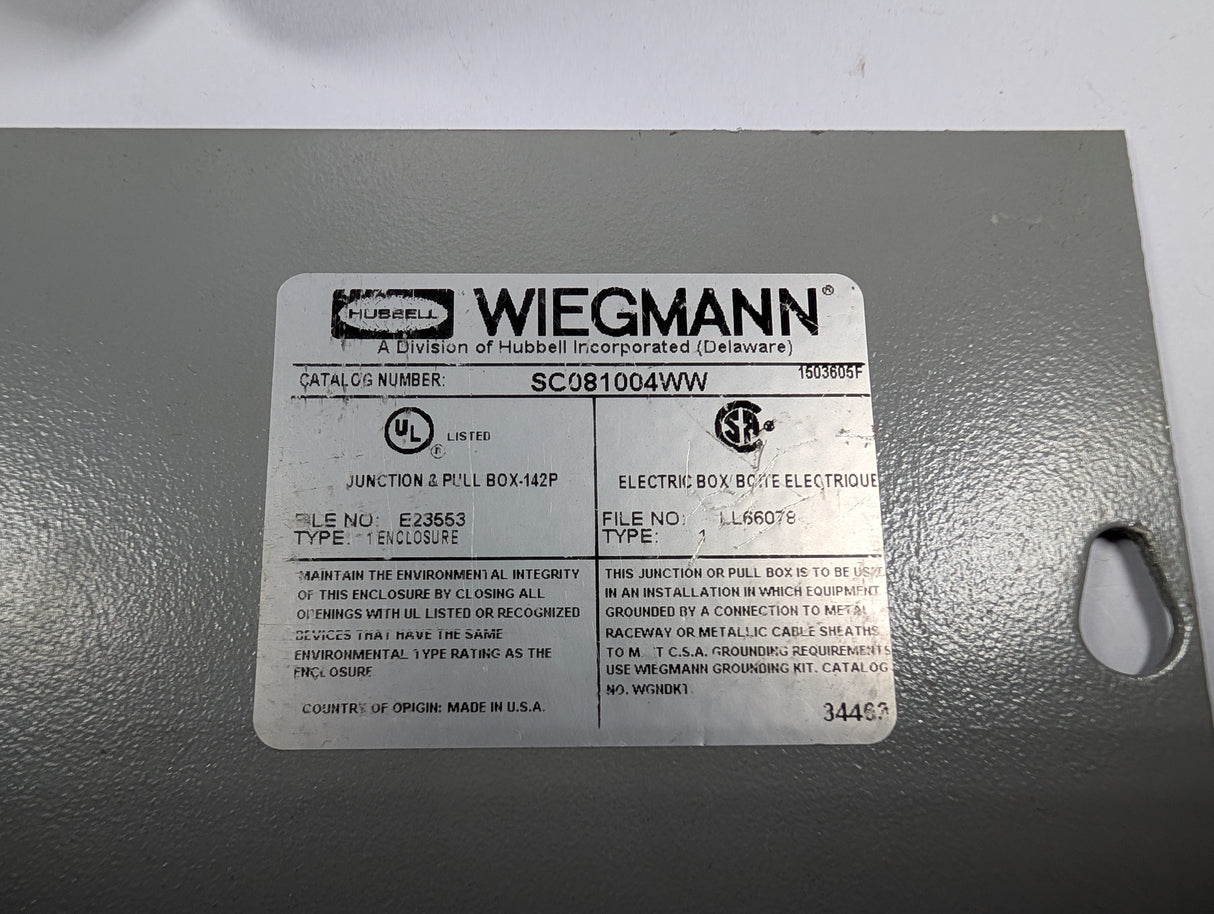 HUBBELL WIEGMANN®
A Division of Hubbell Incorporated (Delaware)
1503605F
CATALOG NUMBER: SC081004WW
UL LISTED
®
JUNCTION & PULL BOX-142P
FILE NO: E23553
TYPE: 1 ENCLOSURE
SA ®
ELECTRIC BOX/BOITE ELECTRIQUE
FILE NO: LL66078
TYPE: 1
MAINTAIN THE ENVIRONMENTAL INTEGRITY
OF THIS ENCLOSURE BY CLOSING ALL
OPENINGS WITH UL LISTED OR RECOGNIZED
DEVICES THAT HAVE THE SAME
ENVIRONMENTAL TYPE RATING AS THE
ENCLOSURE
COUNTRY OF ORIGIN: MADE IN U.S.A.
THIS JUNCTION OR PULL BOX IS TO BE USED
IN AN INSTALLATION IN WHICH EQUIPMENT
GROUNDED BY A CONNECTION TO METAL
RACEWAY OR METALLIC CABLE SHEATHS
TO C.S.A. GROUNDING REQUIREMENTS
USE WIEGMANN GROUNDING KIT. CATALOG
NO. WGNDK1